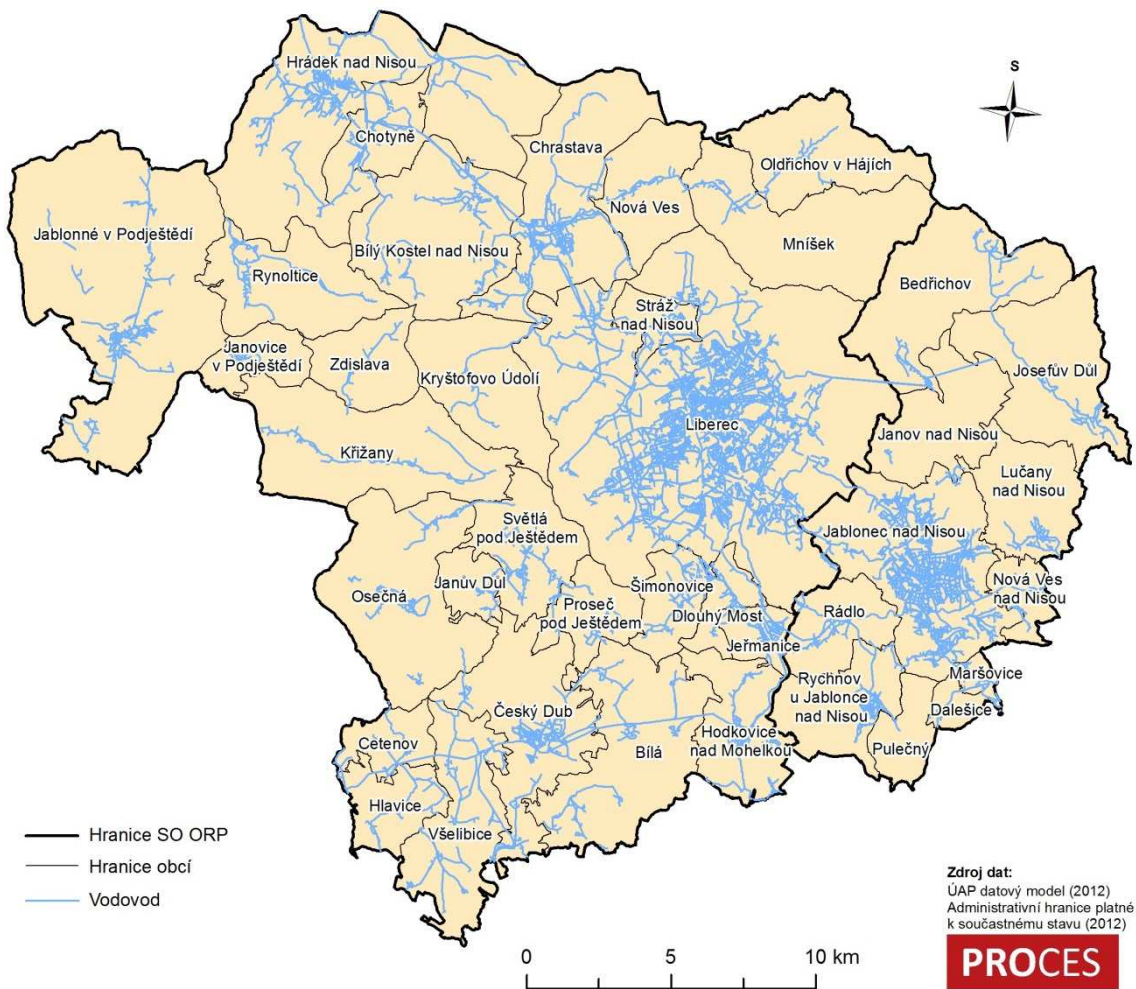 S
Hrádek nad Nisou
Chotyně
Chrastava
Oldřichov v Hájích
Nová Ves
Mníšek
Jablonné v Podještědí
Bílý Kostel nad Nisou
Rynoltice
Bedřichov
Stráž
nad Nisou
Janovice
v Podještědí
Zdislava
Kryštofovo Údolí
Josefův Důl
Liberec
Janov nad Nisou
Křižany
Lučany
nad Nisou
Světlá
pod Ještědem
Jablonec nad Nisou
Osečná
Janův Důl
Šimonovice
Nová Ves
nad Nisou
Proseč
pod Ještědem
Dlouhý Most
Rádlo
Jeřmanice
Maršovice
Rychnov
u Jablonce
nad Nisou
Dalešice
Český Dub
Hodkovice
nad Mohelkou
Bílá
Pulečný
Cetenov
Hlavice
Všelibice
Hranice SO ORP
Hranice obcí
Vodovod
Zdroj dat:
ÚAP datový model (2012)
Administrativní hranice platné
k součastnému stavu (2012)
0 5 10 km
PROCES